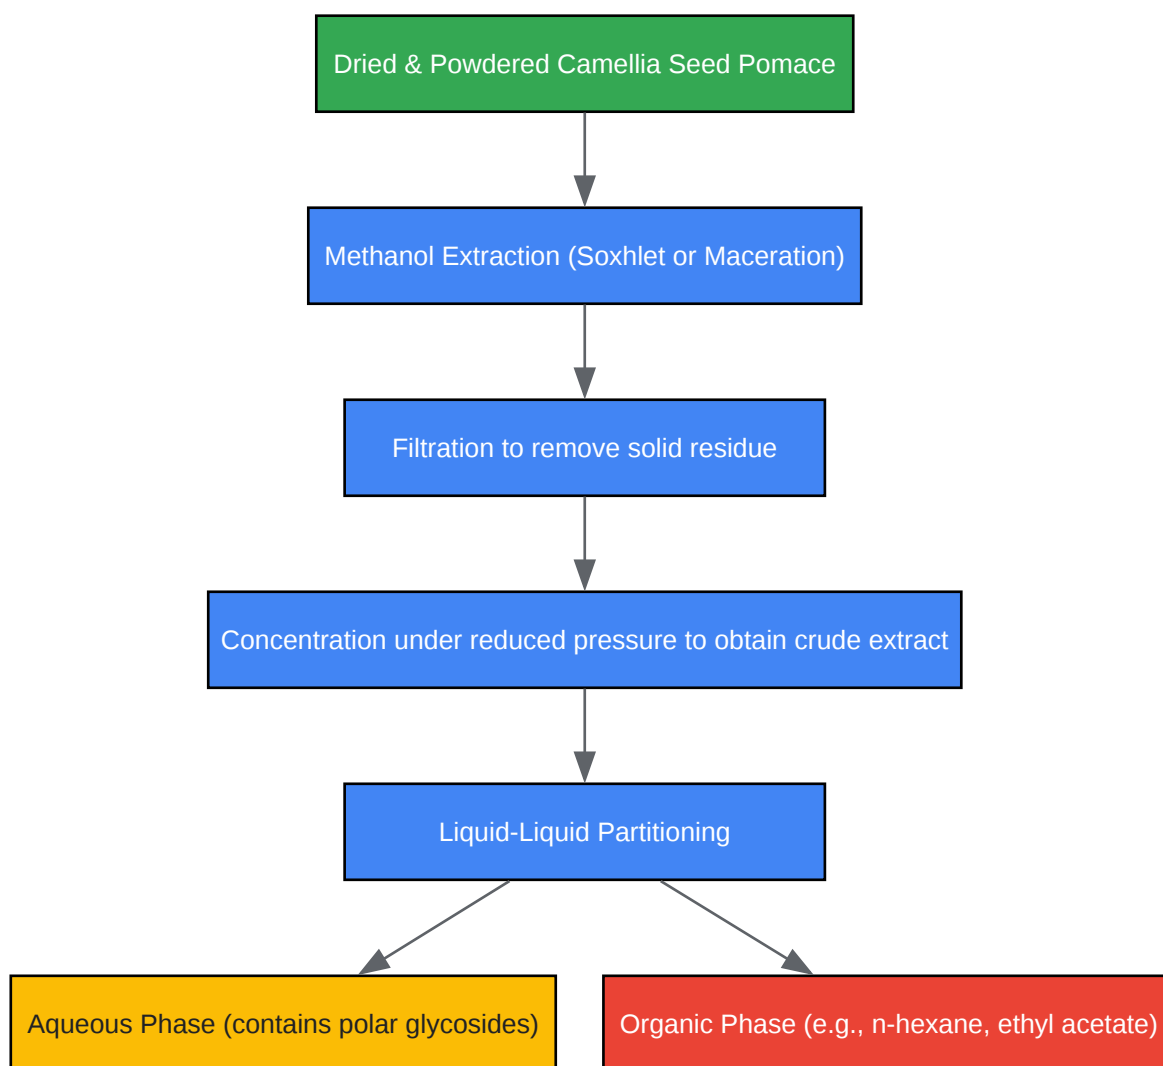 Dried & Powdered Camellia Seed Pomace
Methanol Extraction (Soxhlet or Maceration)
Filtration to remove solid residue
Concentration under reduced pressure to obtain crude extract
Liquid-Liquid Partitioning
Aqueous Phase (contains polar glycosides)
Organic Phase (e.g., n-hexane, ethyl acetate)